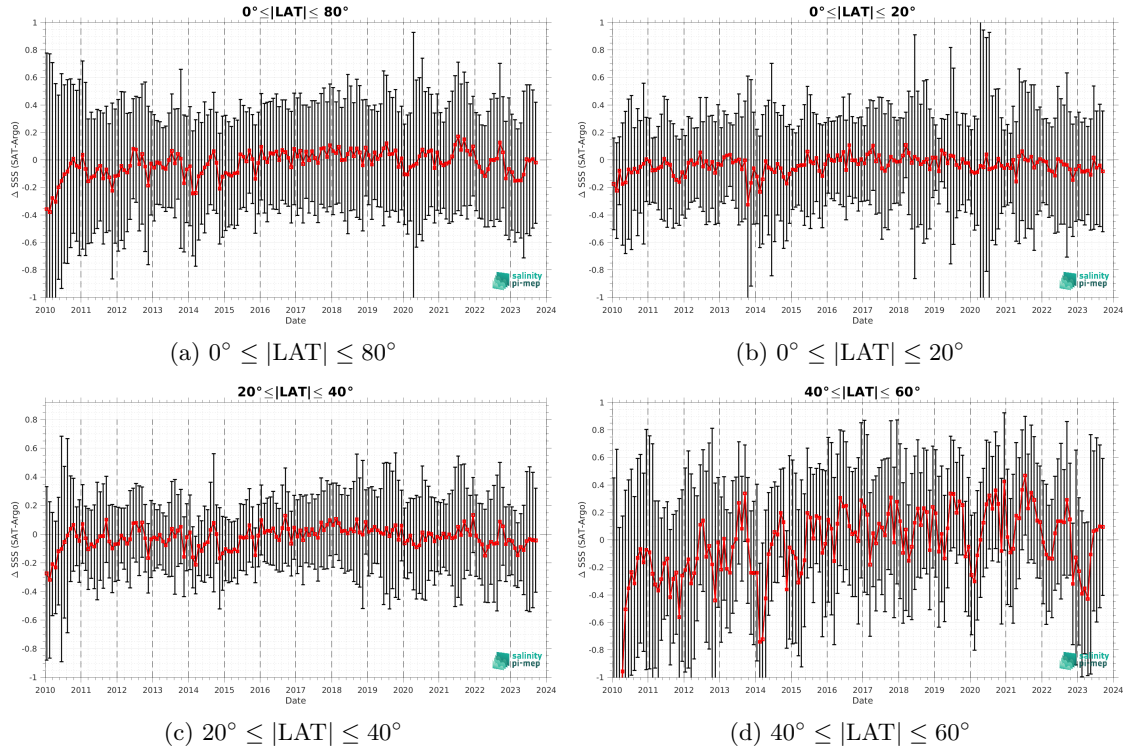 0°≤|LAT|≤ 80°
Δ SSS (SAT-Argo)
1
0.8
0.6
0.4
0.2
0
-0.2
-0.4
-0.6
-0.8
-1
salinity
pi-mep
2010 2011 2012 2013 2014 2015 2016 2017 2018 2019 2020 2021 2022 2023 2024
Date
(a) 0° ≤ |LAT| ≤ 80°
0°≤|LAT|≤ 20°
Δ SSS (SAT-Argo)
1
0.8
0.6
0.4
0.2
0
-0.2
-0.4
-0.6
-0.8
-1
salinity
pi-mep
2010 2011 2012 2013 2014 2015 2016 2017 2018 2019 2020 2021 2022 2023 2024
Date
(b) 0° ≤ |LAT| ≤ 20°
20°≤|LAT|≤ 40°
Δ SSS (SAT-Argo)
0.8
0.6
0.4
0.2
0
-0.2
-0.4
-0.6
-0.8
-1
salinity
pi-mep
2010 2011 2012 2013 2014 2015 2016 2017 2018 2019 2020 2021 2022 2023 2024
Date
(c) 20° ≤ |LAT| ≤ 40°
40°≤|LAT|≤ 60°
Δ SSS (SAT-Argo)
0.8
0.6
0.4
0.2
0
-0.2
-0.4
-0.6
-0.8
-1
salinity
pi-mep
2010 2011 2012 2013 2014 2015 2016 2017 2018 2019 2020 2021 2022 2023 2024
Date
(d) 40° ≤ |LAT| ≤ 60°